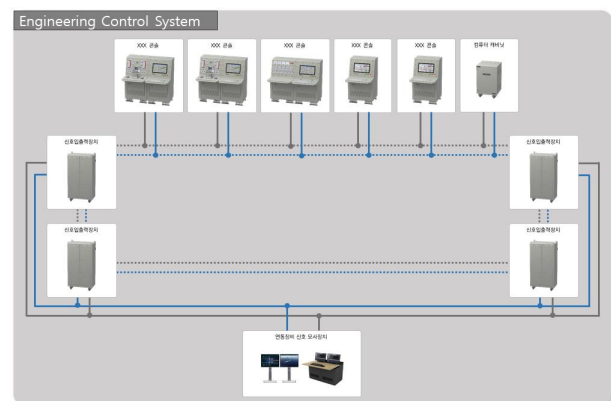 Engineering Control System
XXX 콘솔
XXX 콘솔
XXX 콘솔
XXX 콘솔
XXX 콘솔
컴퓨터 캐비닛
신호입출력장치
신호입출력장치
신호입출력장치
신호입출력장치
연동장비 신호 모사장치